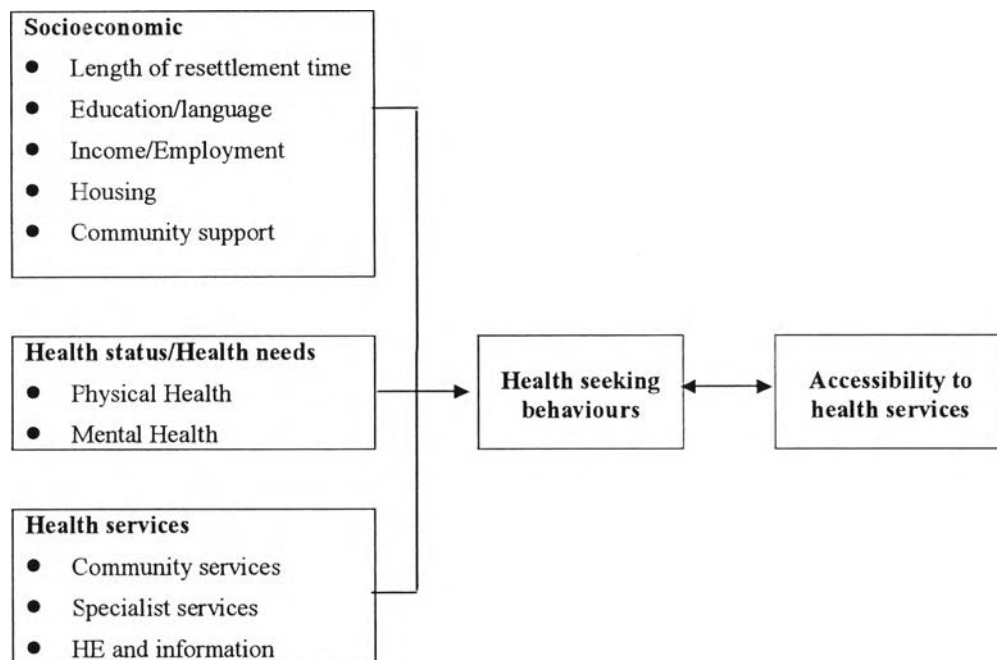 Socioeconomic
● Length of resettlement time
● Education/language
● Income/Employment
● Housing
● Community support
Health status/Health needs
● Physical Health
● Mental Health
Health services
● Community services
● Specialist services
● HE and information
Health seeking
behaviours
Accessibility to
health services